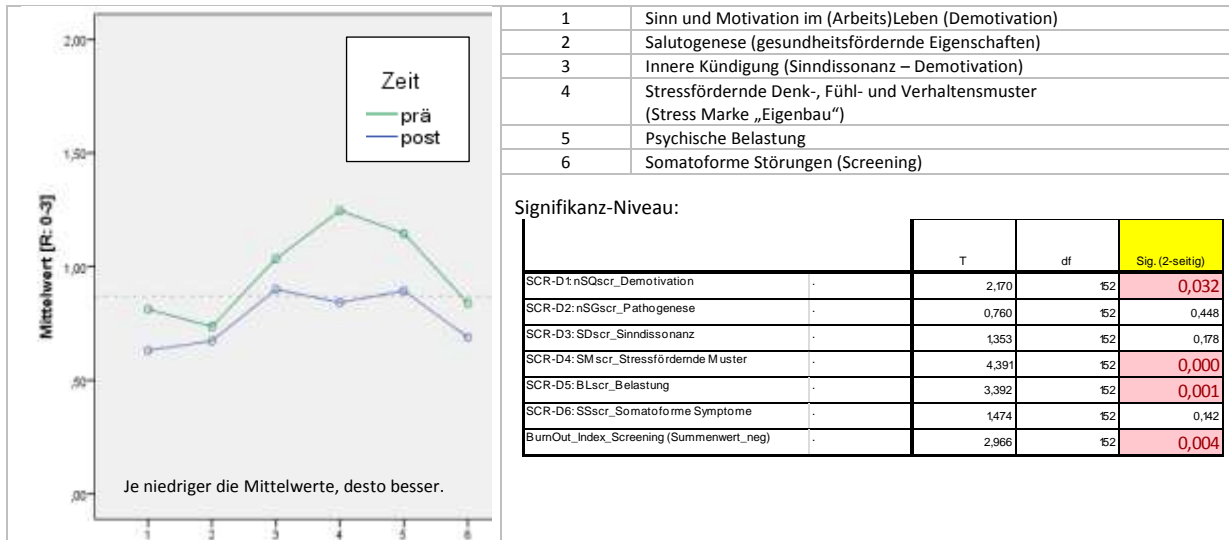 2,00
1,50
1,00
,50
,00
Mittelwert [R: 0-3]
Zeit
prä
post
Je niedriger die Mittelwerte, desto besser.
1 2 3 4 5 6
1 Sinn und Motivation im (Arbeits)Leben (Demotivation)
2 Salutogenese (gesundheitsfördernde Eigenschaften)
3 Innere Kündigung (Sinndissonanz – Demotivation)
4 Stressfördernde Denk-, Fühl- und Verhaltensmuster
(Stress Marke „Eigenbau“)
5 Psychische Belastung
6 Somatoforme Störungen (Screening)
Signifikanz-Niveau:
T df Sig. (2-seitig)
SCR-D1: nSQscr_Demotivation . 2,170 152 0,032
SCR-D2: nSGscr_Pathogenese . 0,760 152 0,448
SCR-D3: SDscr_Sinndissonanz . 1,353 152 0,178
SCR-D4: SMscr_Stressfördernde Muster . 4,391 152 0,000
SCR-D5: BLscr_Belastung . 3,392 152 0,001
SCR-D6: SSscr_Somatoforme Symptome . 1,474 152 0,142
BurnOut_Index_Screening (Summenwert_neg) . 2,966 152 0,004